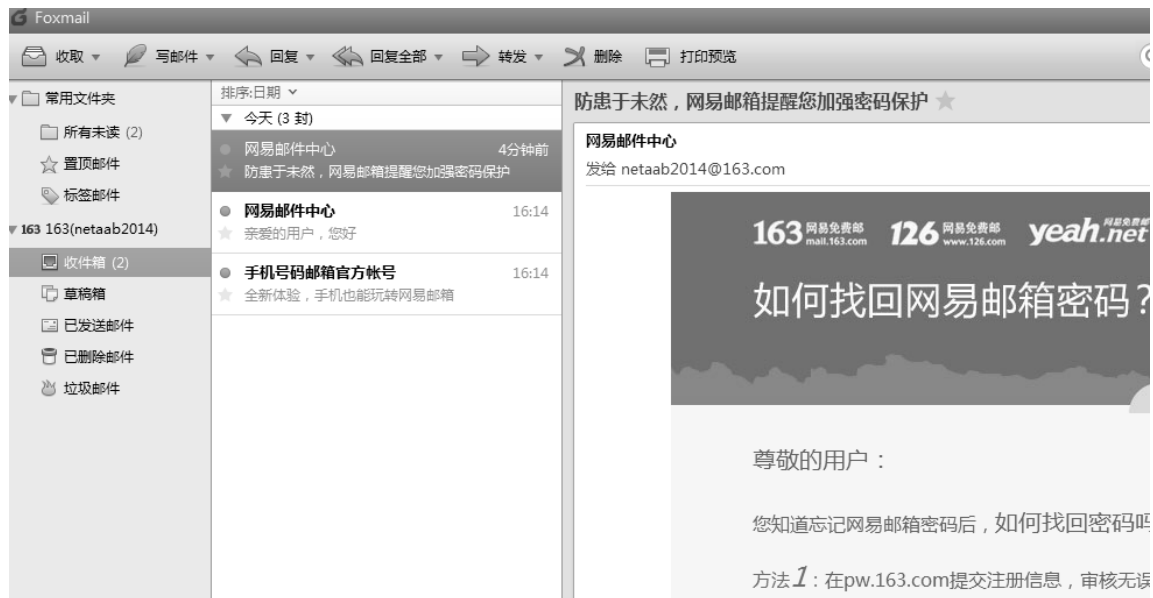 Foxmail
收取 写邮件 回复 回复全部 转发 删除 打印预览
常用文件夹
所有未读 (2)
置顶邮件
标签邮件
163 163(netaab2014)
收件箱 (2)
草稿箱
已发送邮件
已删除邮件
垃圾邮件
排序:日期
今天 (3 封)
网易邮件中心 4分钟前
防患于未然，网易邮箱提醒您加强密码保护
网易邮件中心 16:14
亲爱的用户，您好
手机号码邮箱官方帐号 16:14
全新体验，手机也能玩转网易邮箱
防患于未然，网易邮箱提醒您加强密码保护
网易邮件中心
发给 netaab2014@163.com
163 网易免费邮 mail.163.com 126 网易免费邮 www.126.com yeah.net 网易免费邮
如何找回网易邮箱密码？
尊敬的用户：
您知道忘记网易邮箱密码后，如何找回密码吗
方法1：在pw.163.com提交注册信息，审核无误